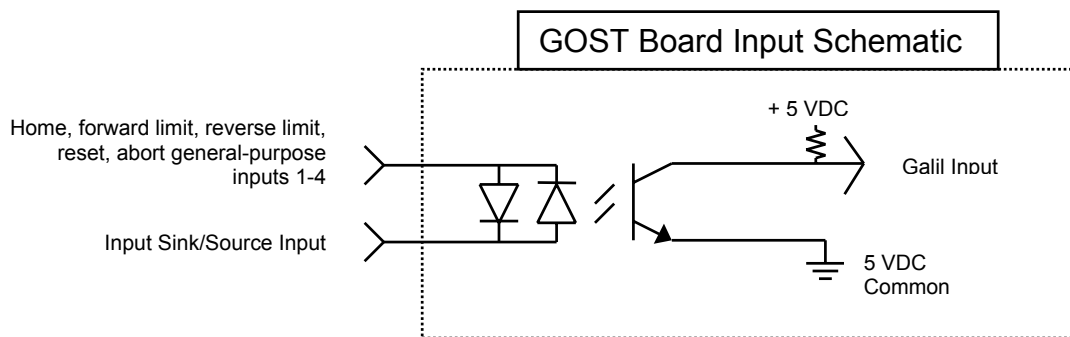 GOST Board Input Schematic
+ 5 VDC
Home, forward limit, reverse limit,
reset, abort general-purpose
inputs 1-4
Galil Input
Input Sink/Source Input
5 VDC
Common